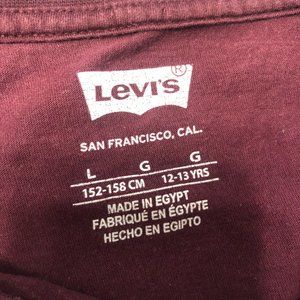 Levi's ®
SAN FRANCISCO, CAL.
L G G
152-158 CM 12-13 YRS
MADE IN EGYPT
FABRIQUÉ EN ÉGYPTE
HECHO EN EGIPTO